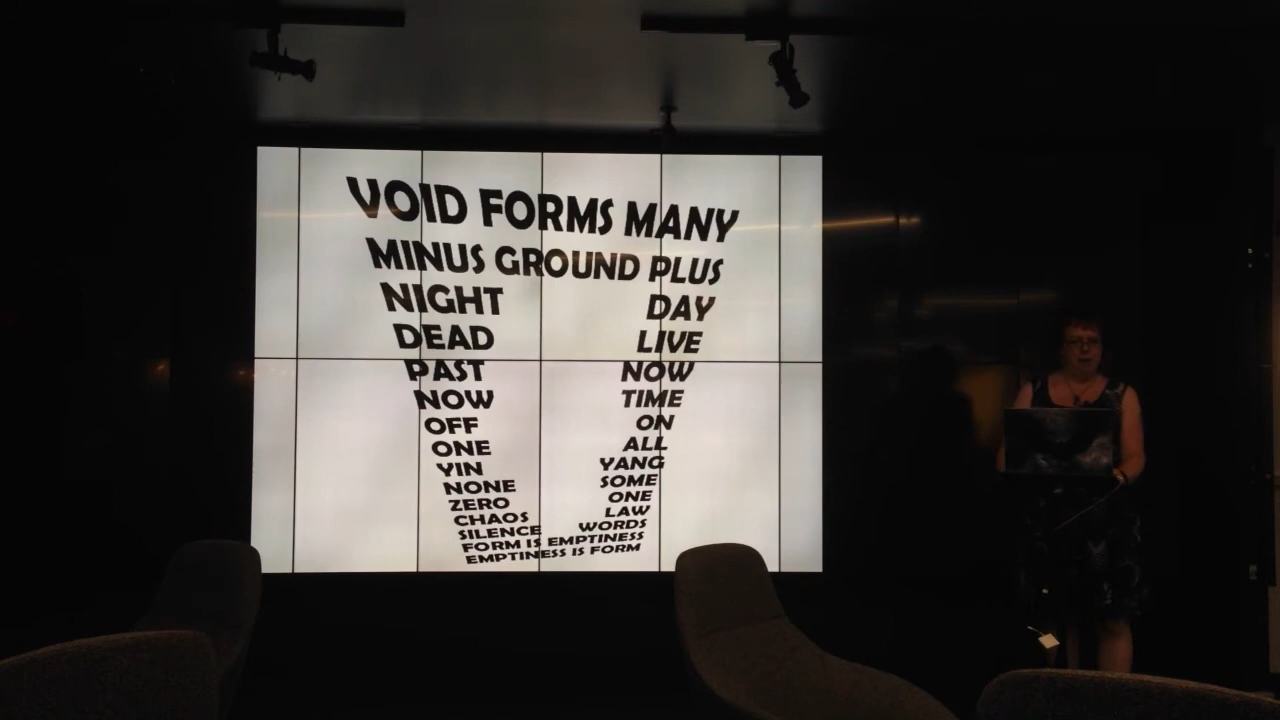 VOID FORMS MANY
MINUS GROUND PLUS
NIGHT DAY
DEAD LIVE
PAST NOW
NOW TIME
OFF ON
ONE ALL
YIN YANG
NONE SOME
ZERO ONE
CHAOS LAW
SILENCE WORDS
FORM IS EMPTINESS
EMPTINESS IS FORM